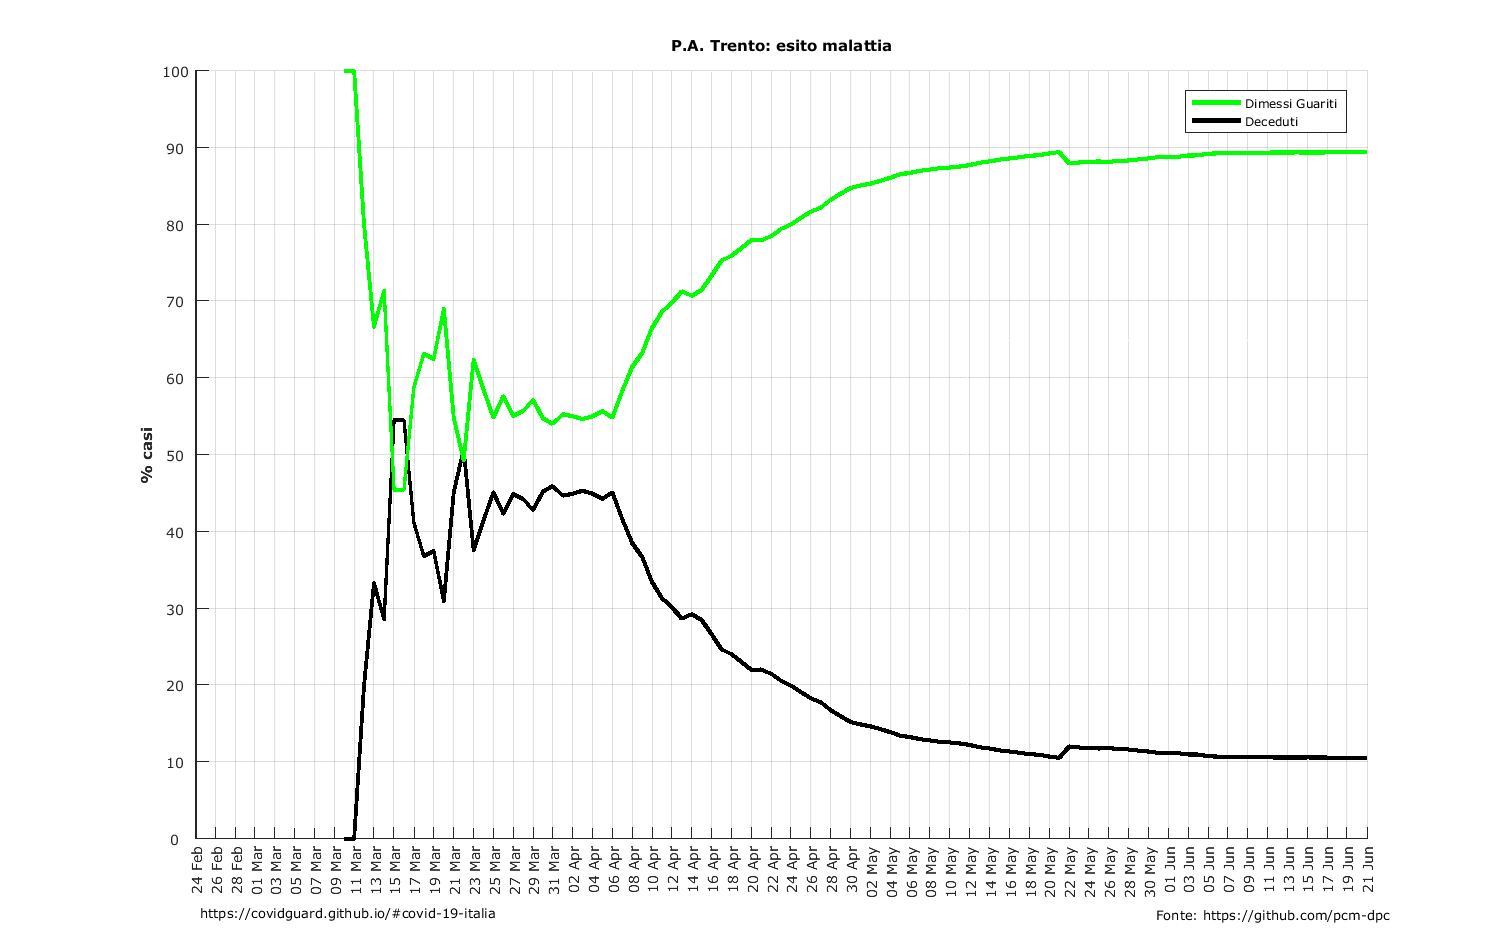 P.A. Trento: esito malattia
Dimessi Guariti
Deceduti
% casi
100
90
80
70
60
50
40
30
20
10
0
24 Feb
26 Feb
28 Feb
01 Mar
03 Mar
05 Mar
07 Mar
09 Mar
11 Mar
13 Mar
15 Mar
17 Mar
19 Mar
21 Mar
23 Mar
25 Mar
27 Mar
29 Mar
31 Mar
02 Apr
04 Apr
06 Apr
08 Apr
10 Apr
12 Apr
14 Apr
16 Apr
18 Apr
20 Apr
22 Apr
24 Apr
26 Apr
28 Apr
30 Apr
02 May
04 May
06 May
08 May
10 May
12 May
14 May
16 May
18 May
20 May
22 May
24 May
26 May
28 May
30 May
01 Jun
03 Jun
05 Jun
07 Jun
09 Jun
11 Jun
13 Jun
15 Jun
17 Jun
19 Jun
21 Jun
https://covidguard.github.io/#covid-19-italia
Fonte: https://github.com/pcm-dpc